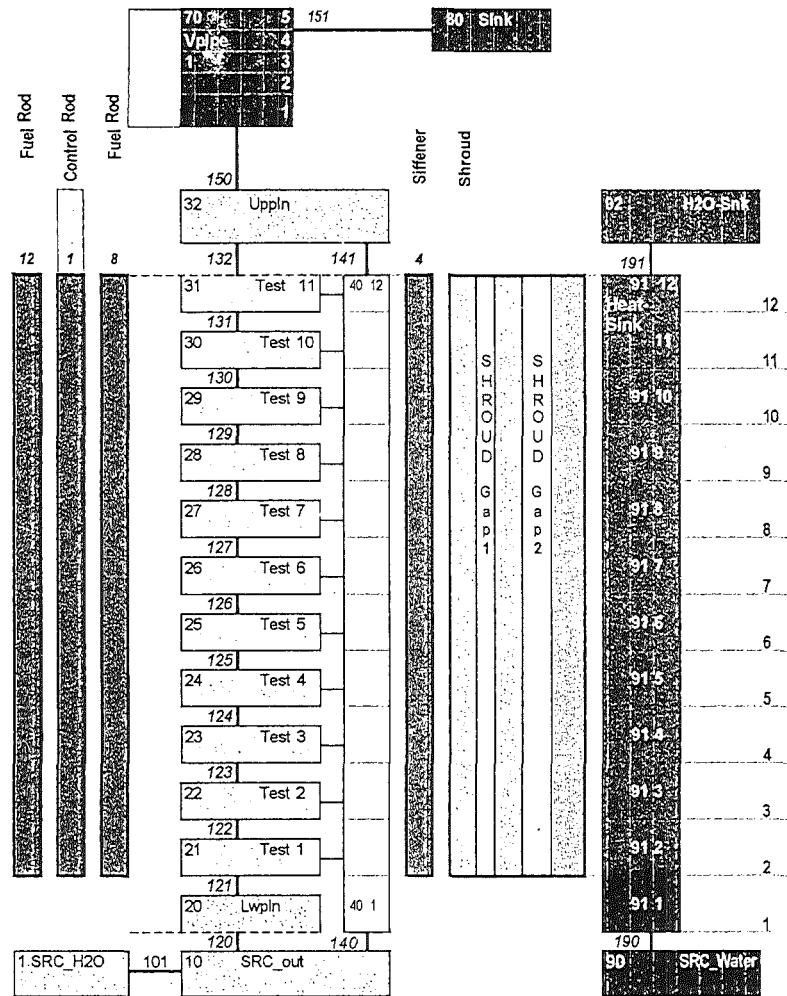 70 5 151 80 Sink
Vpipe 4
1 3
2
1
Fuel Rod
Control Rod
Fuel Rod
Siffener
Shroud
150
32 UppIn
92 H2O-Snk
12 1 8 132 141 4 191
31 Test 11 40 12 91 12
Heat-Sink
12
131
30 Test 10 11
11
130
29 Test 9 91 10
10
129
28 Test 8 91 9
9
128
27 Test 7 91 8
8
127
26 Test 6 91 7
7
126
25 Test 5 91 6
6
125
24 Test 4 91 5
5
124
23 Test 3 91 4
4
123
22 Test 2 91 3
3
122
21 Test 1 91 2
2
SHROUD Gap1
SHROUD Gap2
121
20 LwpIn 40 1 91 1
1
120 140 190
1.SRC_H2O 101 10 SRC_out
90 SRC_Water